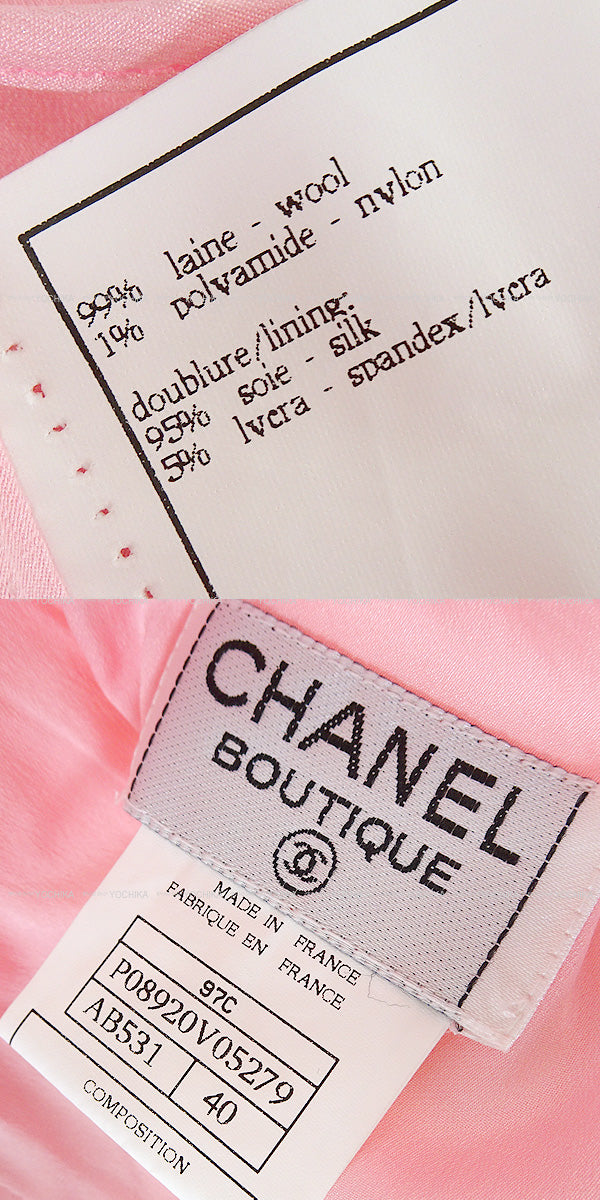 99% laine - wool
1% polyamide - nylon
doublure/lining:
95% soie - silk
5% lycra - spandex/lycra
CHANEL
BOUTIQUE
MADE IN FRANCE
FABRIQUE EN FRANCE
97C
P08920V05279
AB531 40
COMPOSITION
YOCHIKA